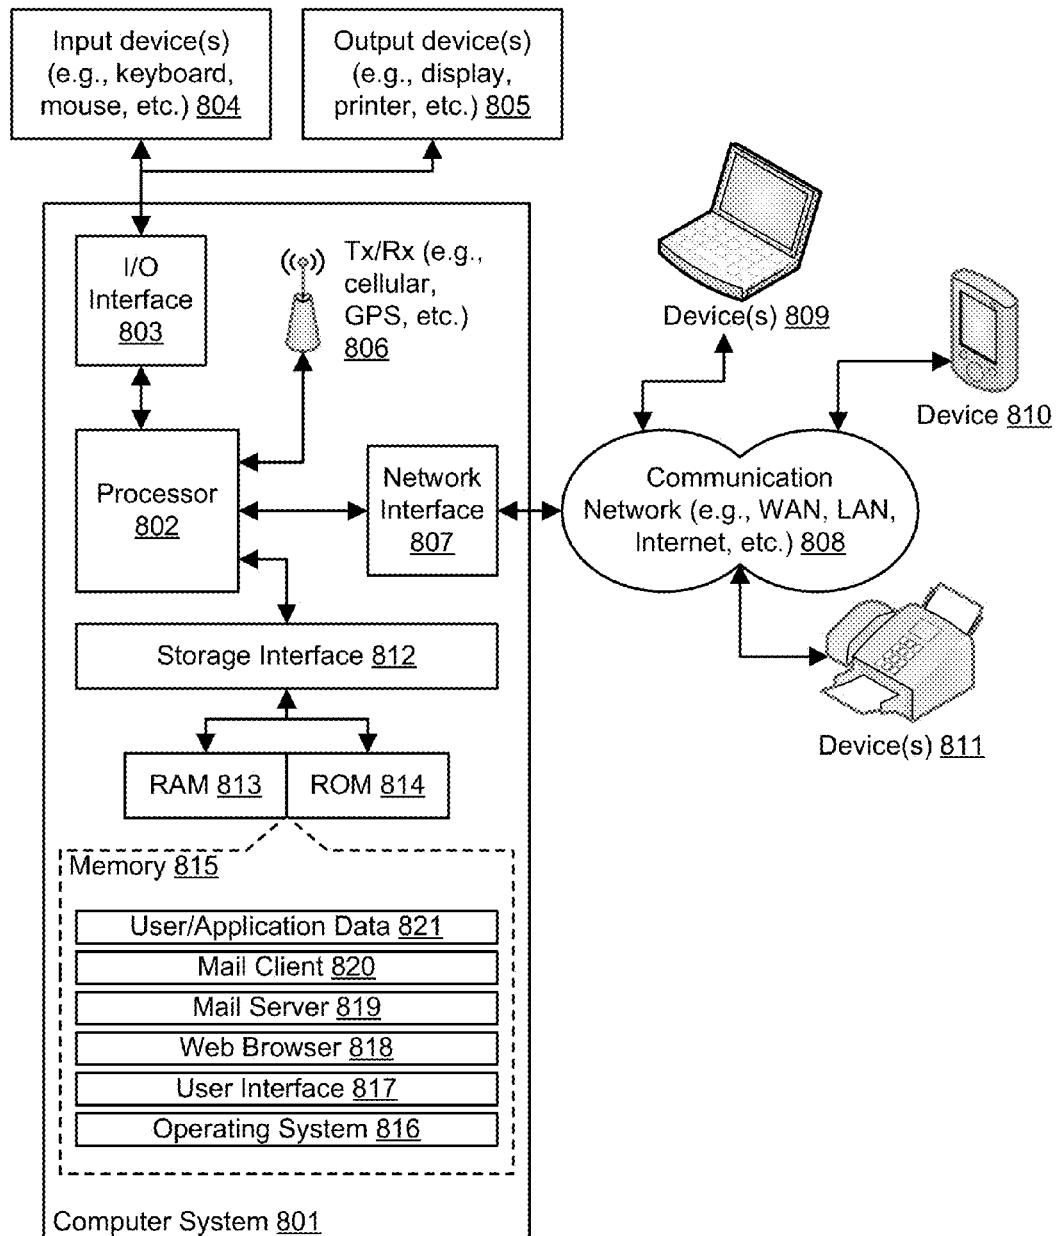 Input device(s)
(e.g., keyboard,
mouse, etc.) 804
Output device(s)
(e.g., display,
printer, etc.) 805
I/O
Interface
803
Tx/Rx (e.g.,
cellular,
GPS, etc.)
806
Device(s) 809
Device 810
Processor
802
Network
Interface
807
Communication
Network (e.g., WAN, LAN,
Internet, etc.) 808
Storage Interface 812
Device(s) 811
RAM 813
ROM 814
Memory 815
User/Application Data 821
Mail Client 820
Mail Server 819
Web Browser 818
User Interface 817
Operating System 816
Computer System 801